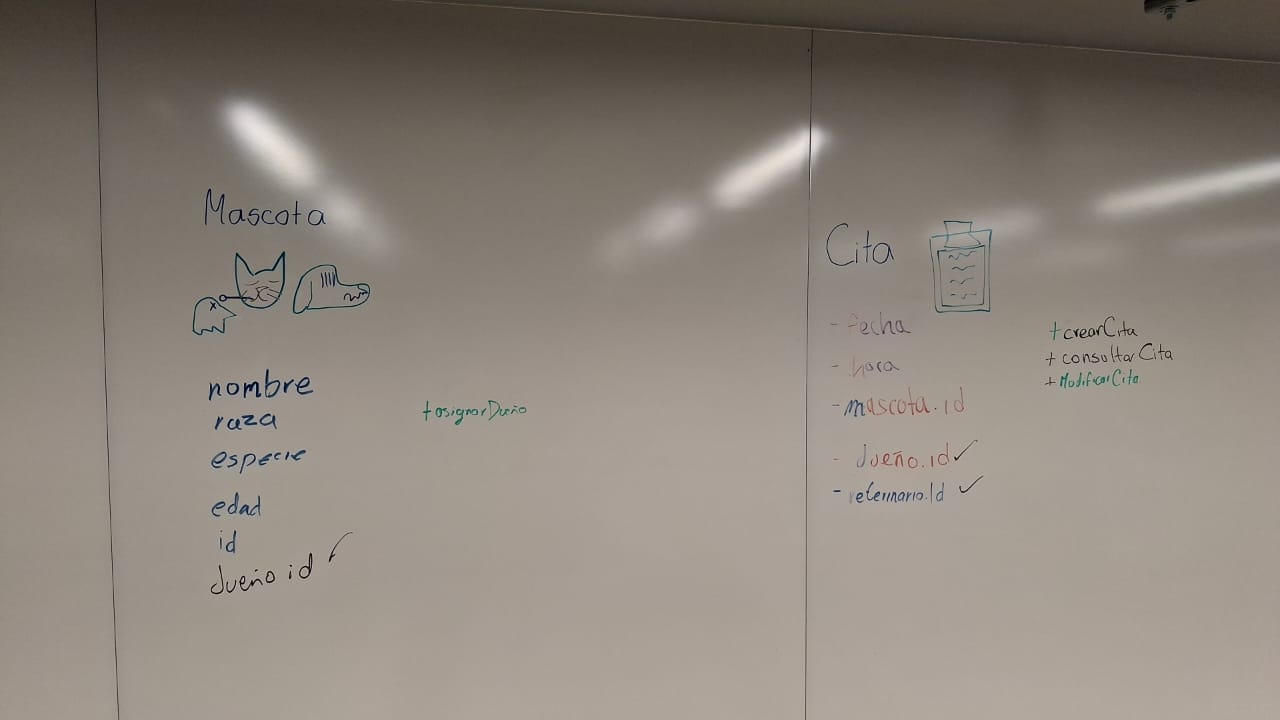 Mascota
nombre
raza
especie
edad
id
dueño id
+asignarDueño
Cita
- fecha
- hora
- mascota.id
- dueño.id ✓
- veterinario.Id ✓
+crearCita
+consultarCita
+ModificarCita